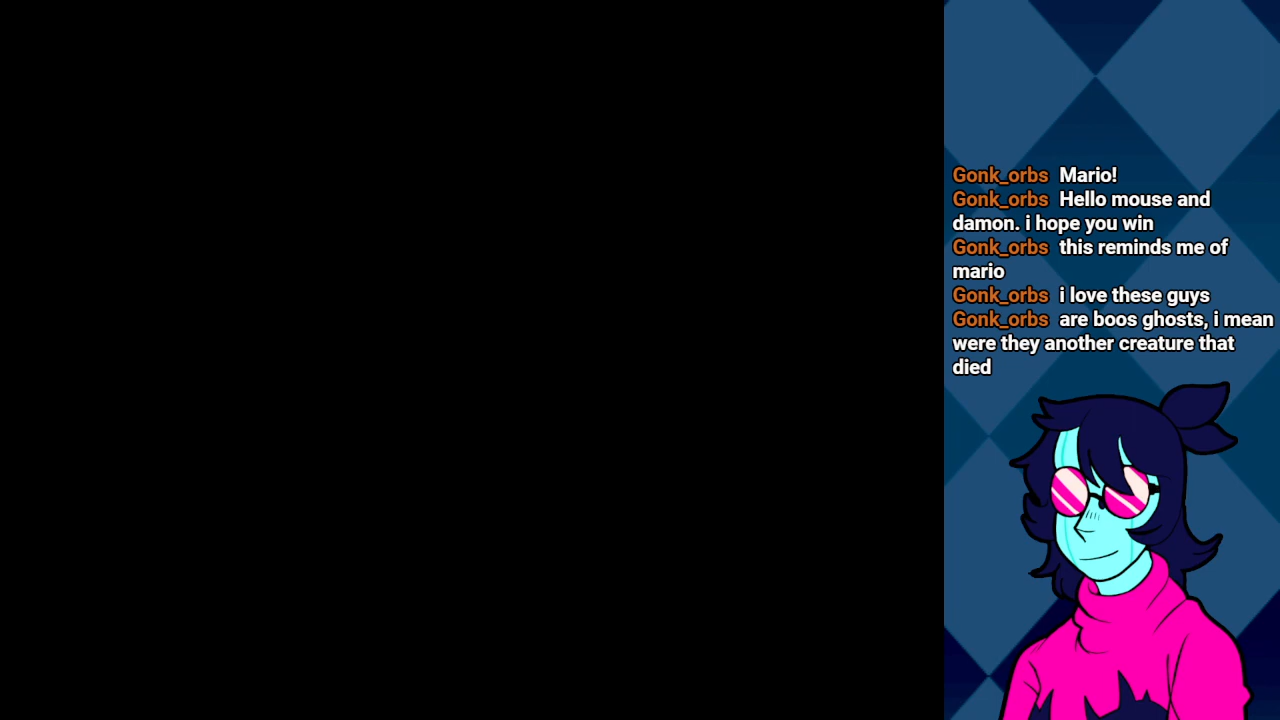 Gonk_orbs Mario!
Gonk_orbs Hello mouse and
damon. i hope you win
Gonk_orbs this reminds me of
mario
Gonk_orbs i love these guys
Gonk_orbs are boos ghosts, i mean
were they another creature that
died